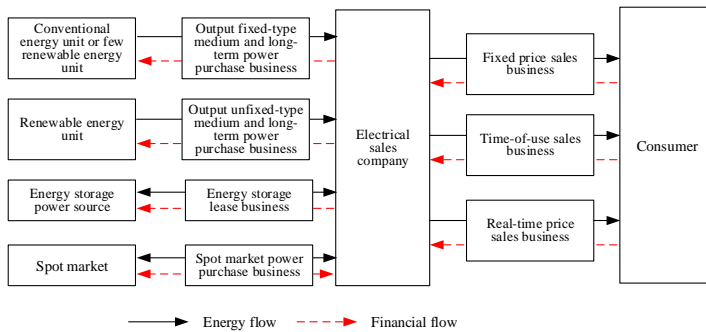 Conventional
energy unit or few
renewable energy
unit
Output fixed-type
medium and long-
term power
purchase business
Renewable energy
unit
Output unfixed-type
medium and long-
term power
purchase business
Energy storage
power source
Energy storage
lease business
Spot market
Spot market power
purchase business
Electrical
sales
company
Fixed price sales
business
Time-of-use sales
business
Real-time price
sales business
Consumer
Energy flow
Financial flow